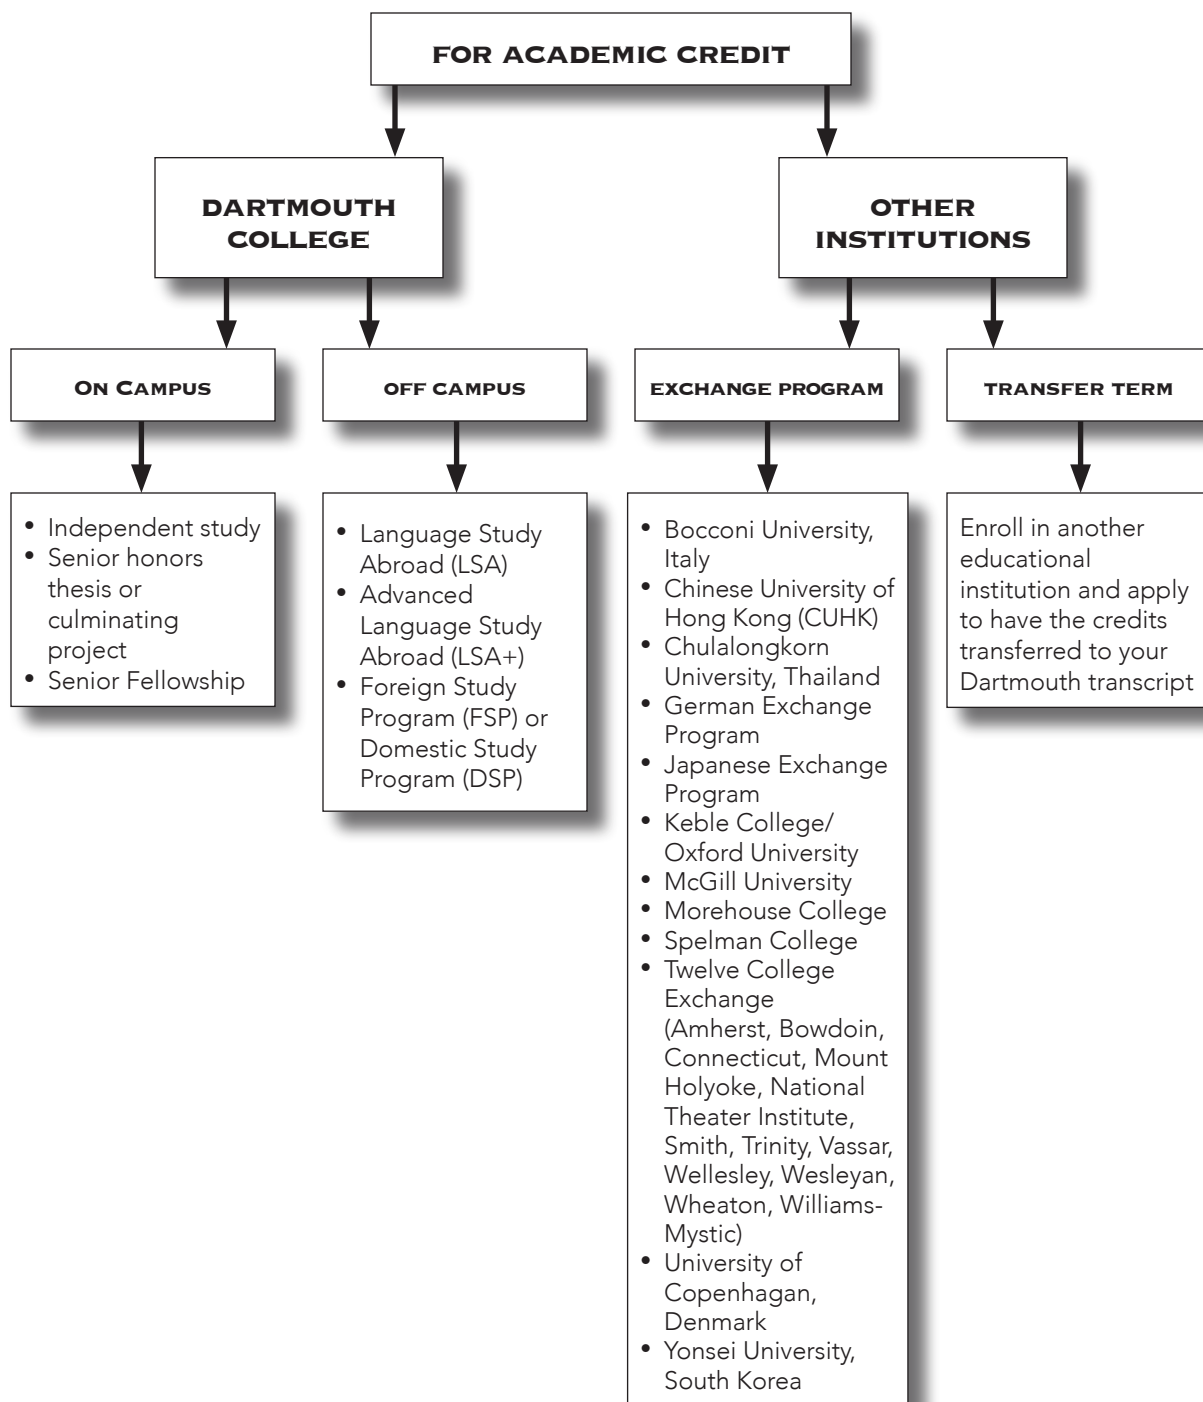 FOR ACADEMIC CREDIT
DARTMOUTH
COLLEGE
OTHER
INSTITUTIONS
ON CAMPUS
OFF CAMPUS
EXCHANGE PROGRAM
TRANSFER TERM
• Independent study
• Senior honors
thesis or
culminating
project
• Senior Fellowship
• Language Study
Abroad (LSA)
• Advanced
Language Study
Abroad (LSA+)
• Foreign Study
Program (FSP) or
Domestic Study
Program (DSP)
• Bocconi University,
Italy
• Chinese University of
Hong Kong (CUHK)
• Chulalongkorn
University, Thailand
• German Exchange
Program
• Japanese Exchange
Program
• Keble College/
Oxford University
• McGill University
• Morehouse College
• Spelman College
• Twelve College
Exchange
(Amherst, Bowdoin,
Connecticut, Mount
Holyoke, National
Theater Institute,
Smith, Trinity, Vassar,
Wellesley, Wesleyan,
Wheaton, Williams-
Mystic)
• University of
Copenhagan,
Denmark
• Yonsei University,
South Korea
Enroll in another
educational
institution and apply
to have the credits
transferred to your
Dartmouth transcript